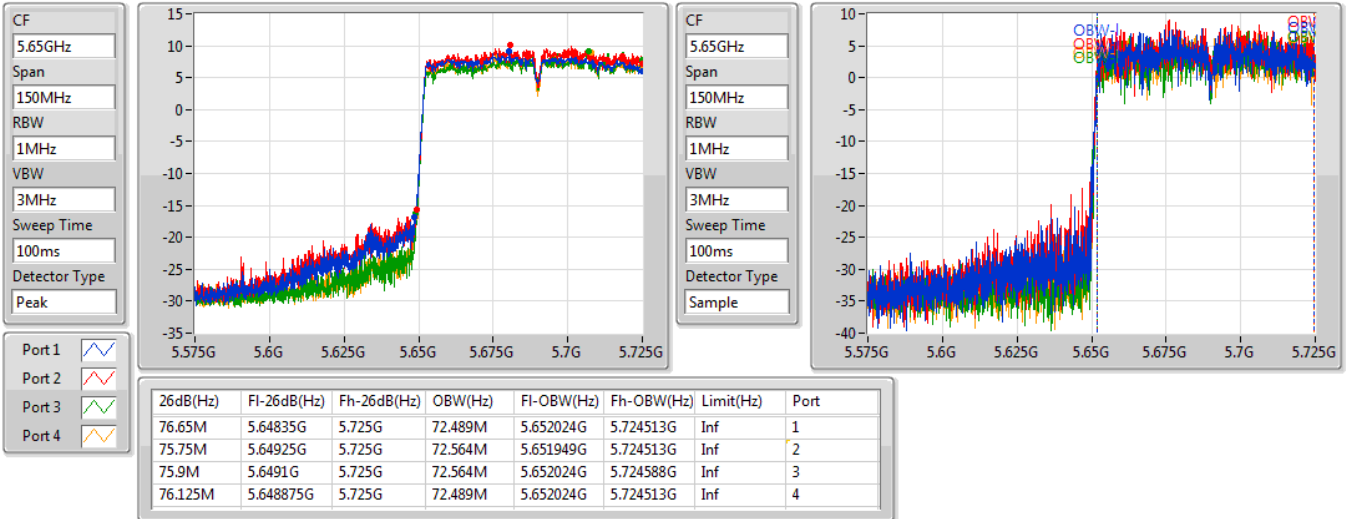 CF
5.65GHz
Span
150MHz
RBW
1MHz
VBW
3MHz
Sweep Time
100ms
Detector Type
Peak
15
10
5
0
-5
-10
-15
-20
-25
-30
-35
5.575G 5.6G 5.625G 5.65G 5.675G 5.7G 5.725G
CF
5.65GHz
Span
150MHz
RBW
1MHz
VBW
3MHz
Sweep Time
100ms
Detector Type
Sample
10
5
0
-5
-10
-15
-20
-25
-30
-35
-40
5.575G 5.6G 5.625G 5.65G 5.675G 5.7G 5.725G
Port 1
Port 2
Port 3
Port 4
26dB(Hz) Fl-26dB(Hz) Fh-26dB(Hz) OBW(Hz) Fl-OBW(Hz) Fh-OBW(Hz) Limit(Hz) Port
76.65M 5.64835G 5.725G 72.489M 5.652024G 5.724513G Inf 1
75.75M 5.64925G 5.725G 72.564M 5.651949G 5.724513G Inf 2
75.9M 5.6491G 5.725G 72.564M 5.652024G 5.724588G Inf 3
76.125M 5.648875G 5.725G 72.489M 5.652024G 5.724513G Inf 4